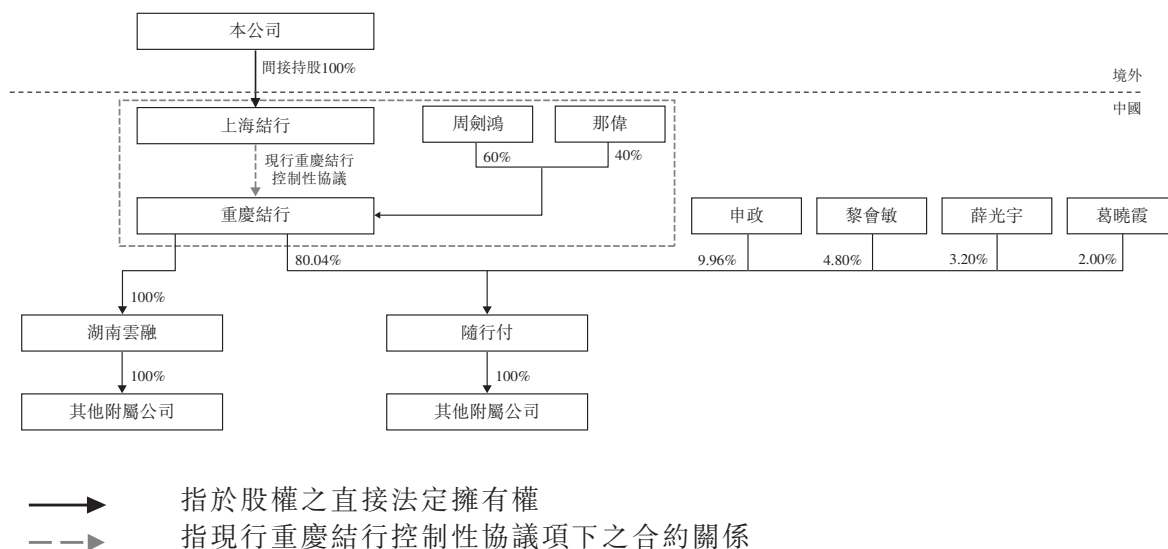 本公司
間接持股100%
境外
中國
上海結行
周劍鴻
那偉
60%
40%
現行重慶結行
控制性協議
重慶結行
申政
黎會敏
薛光宇
葛曉霞
80.04%
9.96%
4.80%
3.20%
2.00%
100%
湖南雲融
隨行付
100%
100%
其他附屬公司
其他附屬公司
指於股權之直接法定擁有權
指現行重慶結行控制性協議項下之合約關係